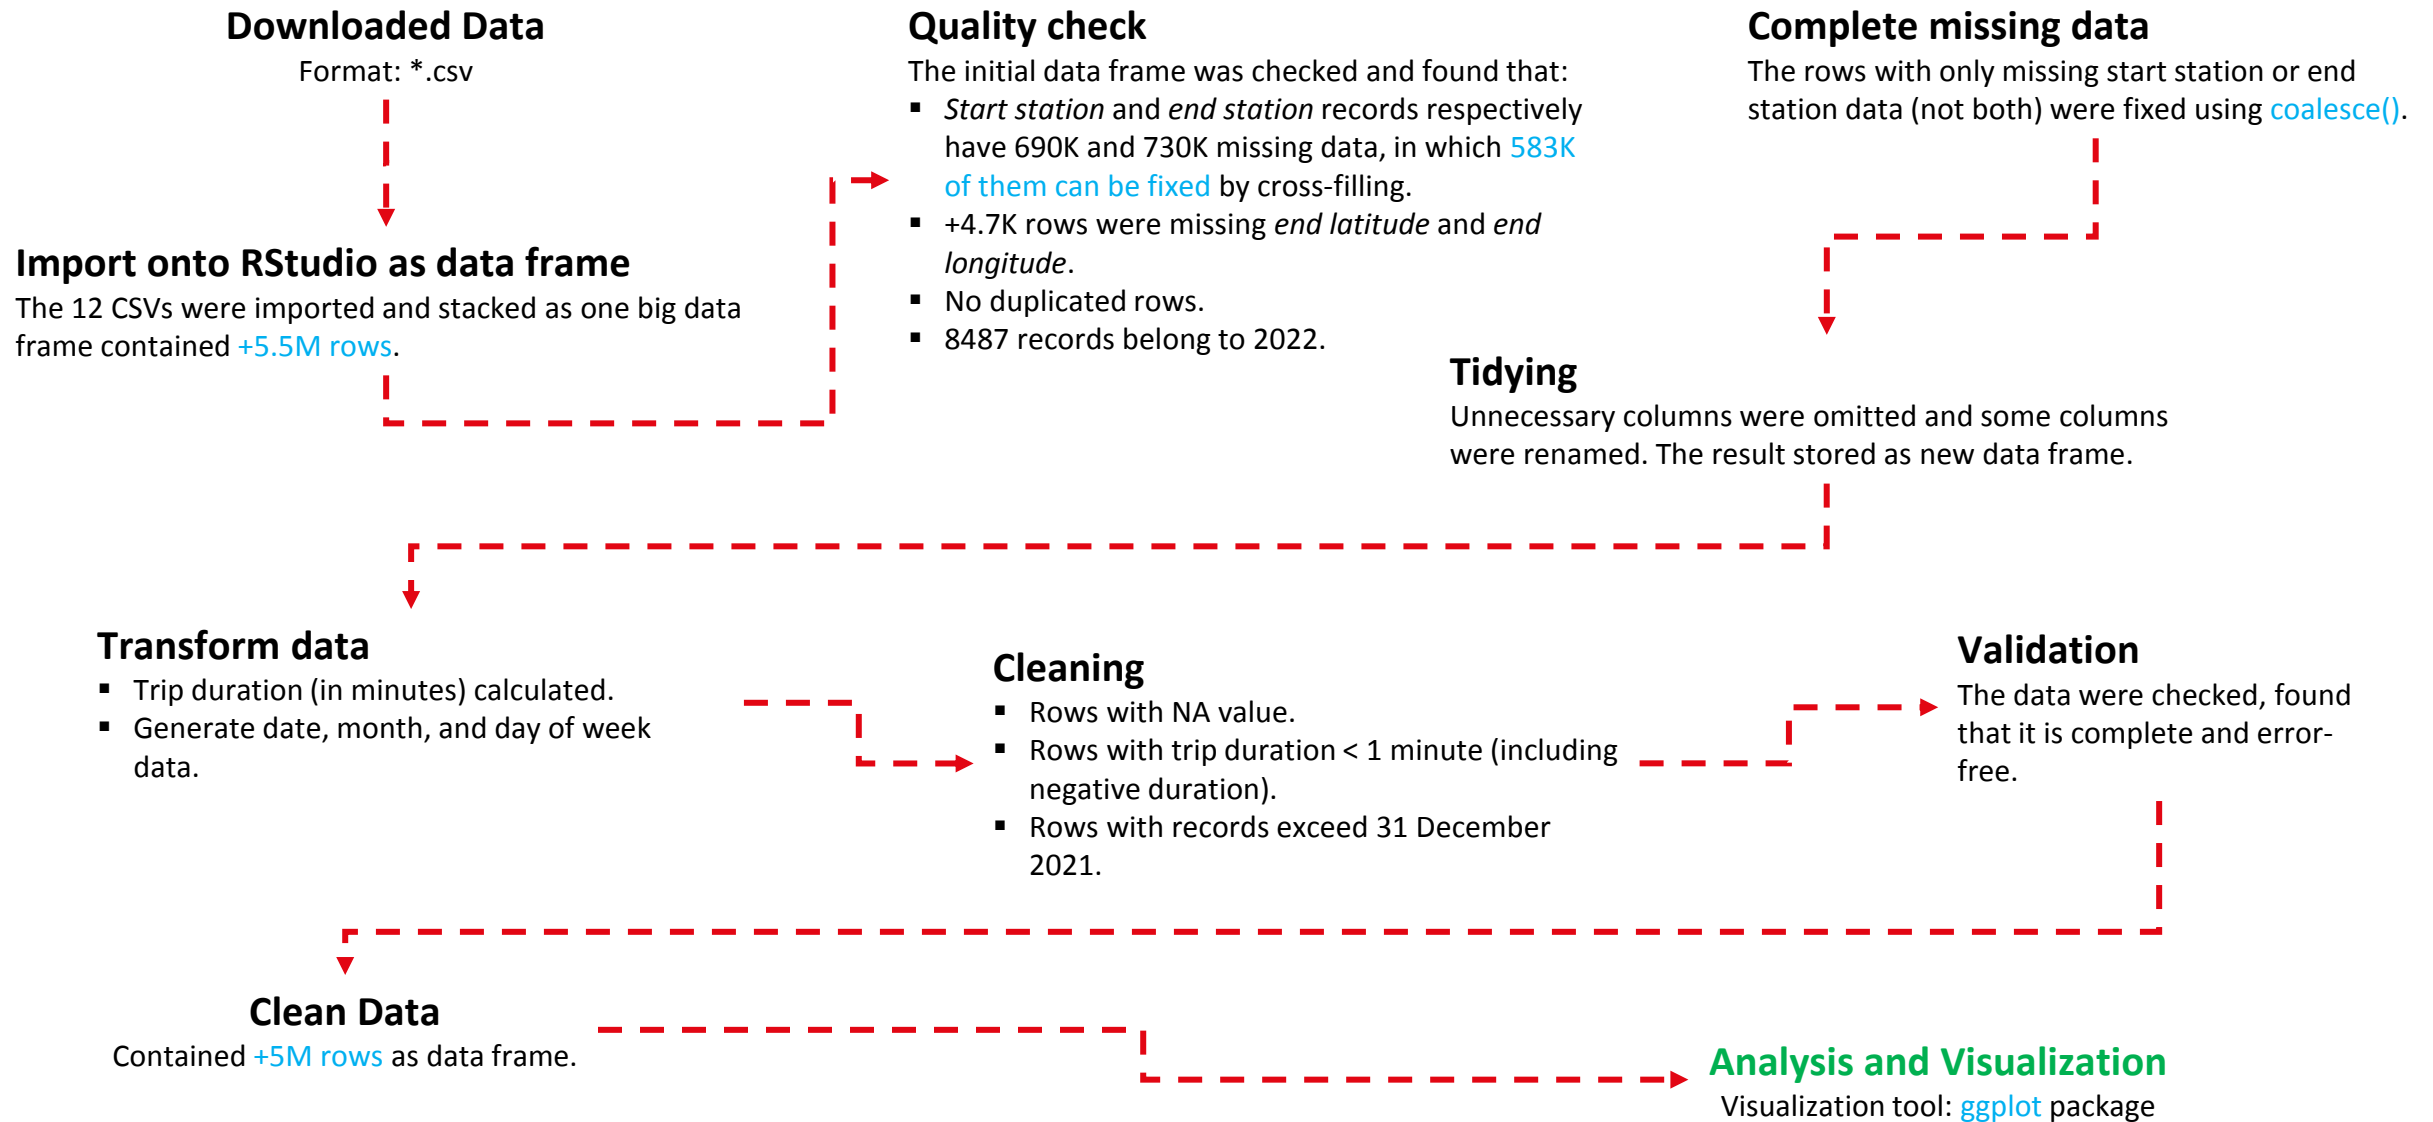 Downloaded Data
Format: *.csv
Import onto RStudio as data frame
The 12 CSVs were imported and stacked as one big data
frame contained +5.5M rows.
Quality check
The initial data frame was checked and found that:
▪ Start station and end station records respectively
have 690K and 730K missing data, in which 583K
of them can be fixed by cross-filling.
▪ +4.7K rows were missing end latitude and end
longitude.
▪ No duplicated rows.
▪ 8487 records belong to 2022.
Complete missing data
The rows with only missing start station or end
station data (not both) were fixed using coalesce().
Tidying
Unnecessary columns were omitted and some columns
were renamed. The result stored as new data frame.
Transform data
▪ Trip duration (in minutes) calculated.
▪ Generate date, month, and day of week
data.
Cleaning
▪ Rows with NA value.
▪ Rows with trip duration < 1 minute (including
negative duration).
▪ Rows with records exceed 31 December
2021.
Validation
The data were checked, found
that it is complete and error-
free.
Clean Data
Contained +5M rows as data frame.
Analysis and Visualization
Visualization tool: ggplot package